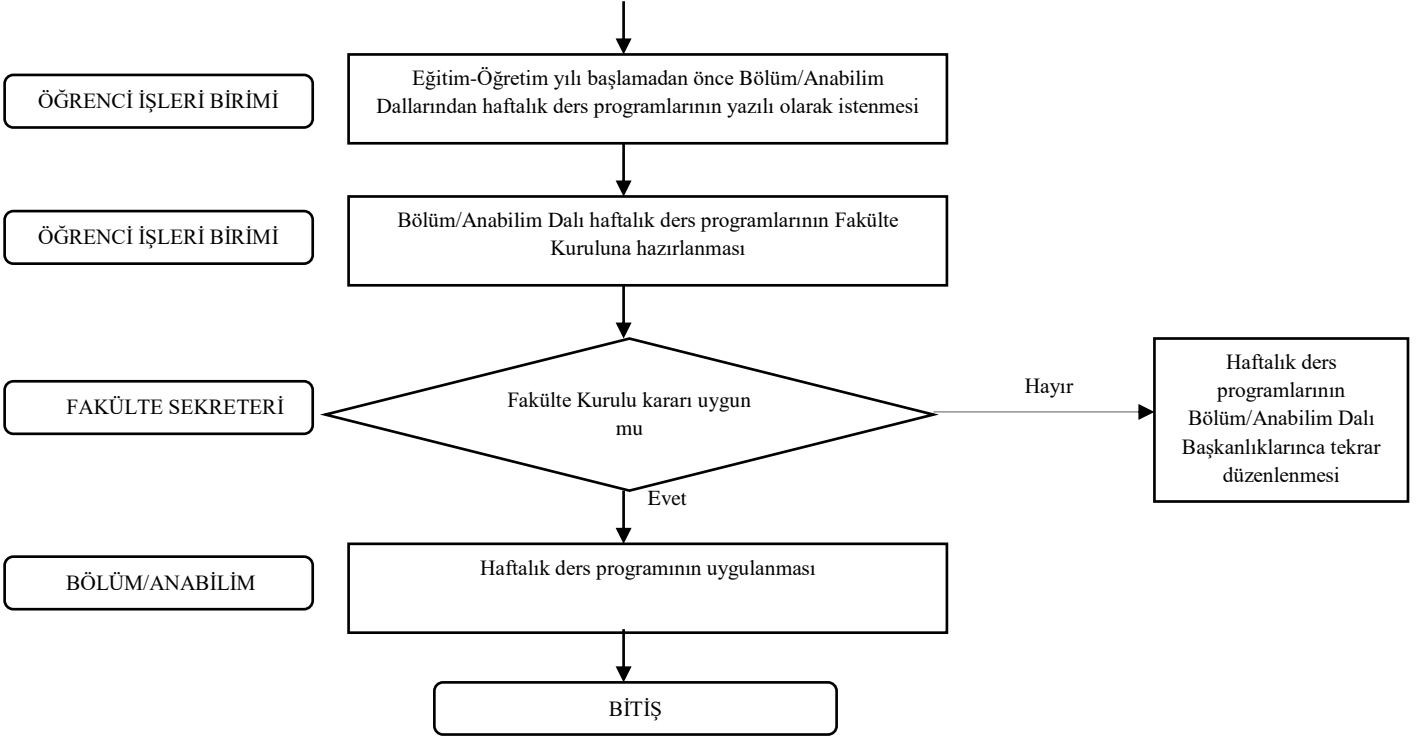 ÖĞRENCİ İŞLERİ BİRİMİ
Eğitim-Öğretim yılı başlamadan önce Bölüm/Anabilim
Dallarından haftalık ders programlarının yazılı olarak istenmesi
ÖĞRENCİ İŞLERİ BİRİMİ
Bölüm/Anabilim Dalı haftalık ders programlarının Fakülte
Kuruluna hazırlanması
FAKÜLTE SEKRETERİ
Fakülte Kurulu kararı uygun
mu
Hayır
Haftalık ders
programlarının
Bölüm/Anabilim Dalı
Başkanlıklarınca tekrar
düzenlenmesi
Evet
BÖLÜM/ANABİLİM
Haftalık ders programının uygulanması
BİTİŞ